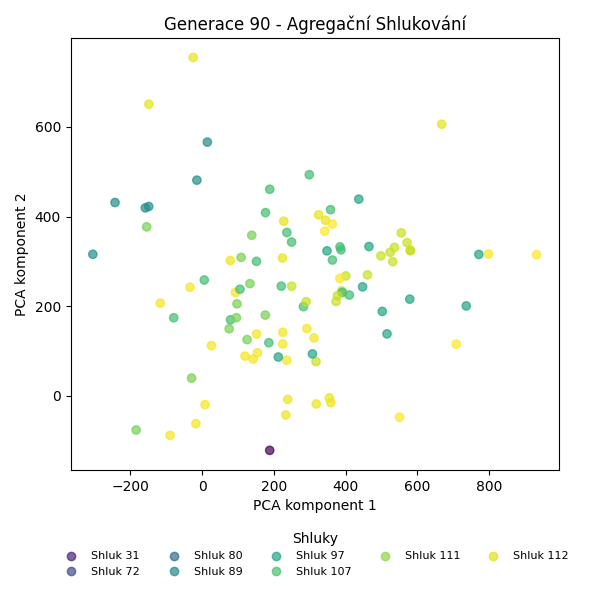 Generace 90 - Agregační Shlukování
PCA komponent 2
600
400
200
0
−200
0
200
400
600
800
PCA komponent 1
Shluky
Shluk 31
Shluk 80
Shluk 97
Shluk 111
Shluk 112
Shluk 72
Shluk 89
Shluk 107